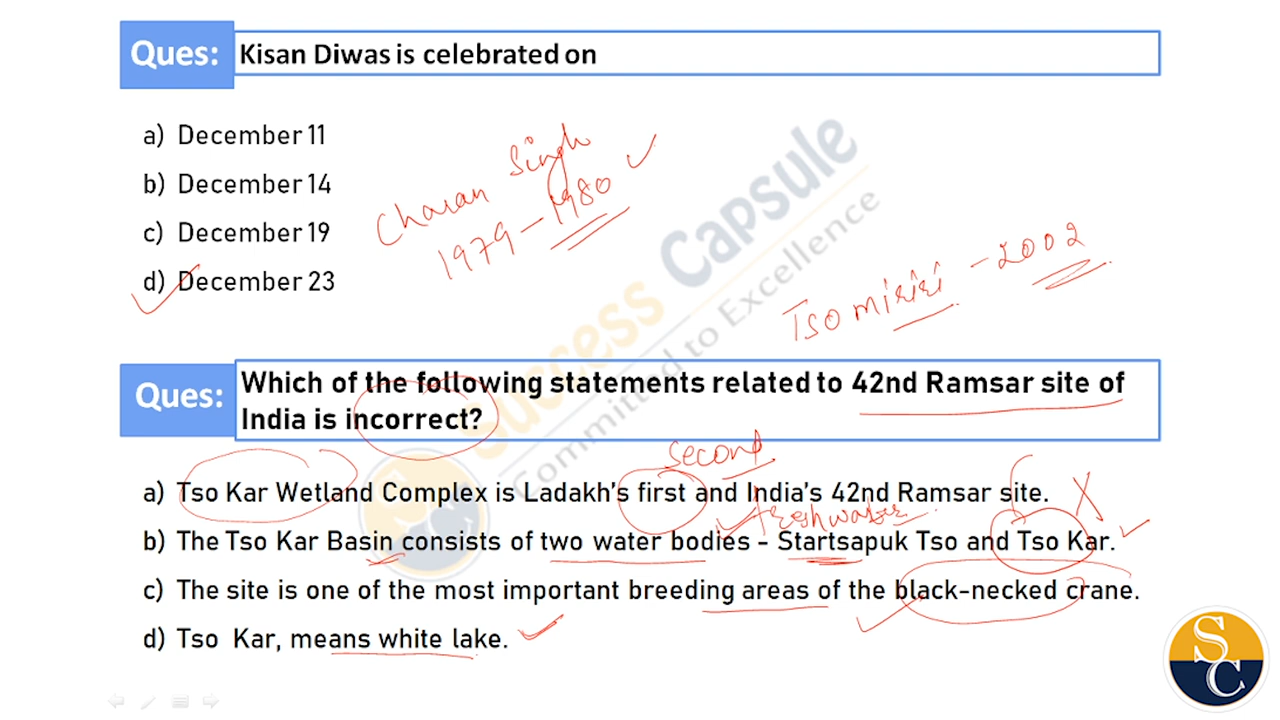 Ques: Kisan Diwas is celebrated on
a) December 11
b) December 14
c) December 19
d) December 23
Charan Singh
1979 - 1980
Tso miriri - 2002
Success Capsule
Committed to Excellence
Ques: Which of the following statements related to 42nd Ramsar site of
India is incorrect?
second
a) Tso Kar Wetland Complex is Ladakh's first and India's 42nd Ramsar site.
freshwater
b) The Tso Kar Basin consists of two water bodies - Startsapuk Tso and Tso Kar.
c) The site is one of the most important breeding areas of the black-necked crane.
d) Tso Kar, means white lake.
SC